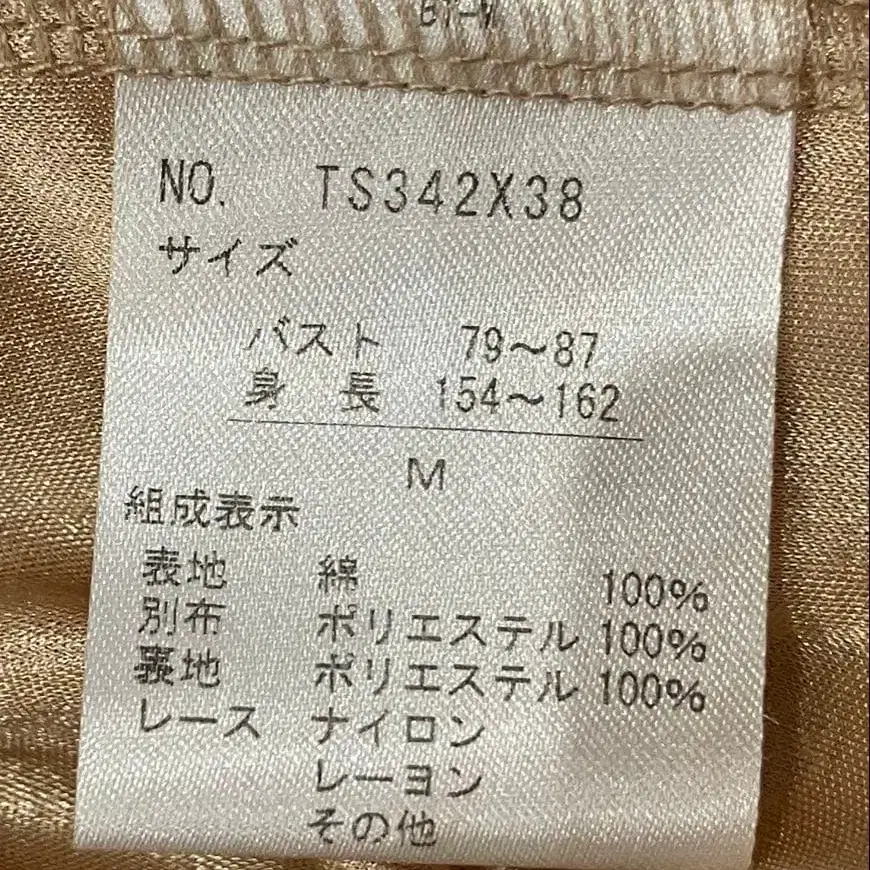 NO. TS342X38
サイズ
バスト 79～87
身長 154～162
M
組成表示
表地 綿 100%
別布 ポリエステル 100%
裏地 ポリエステル 100%
レース ナイロン
レーヨン
その他